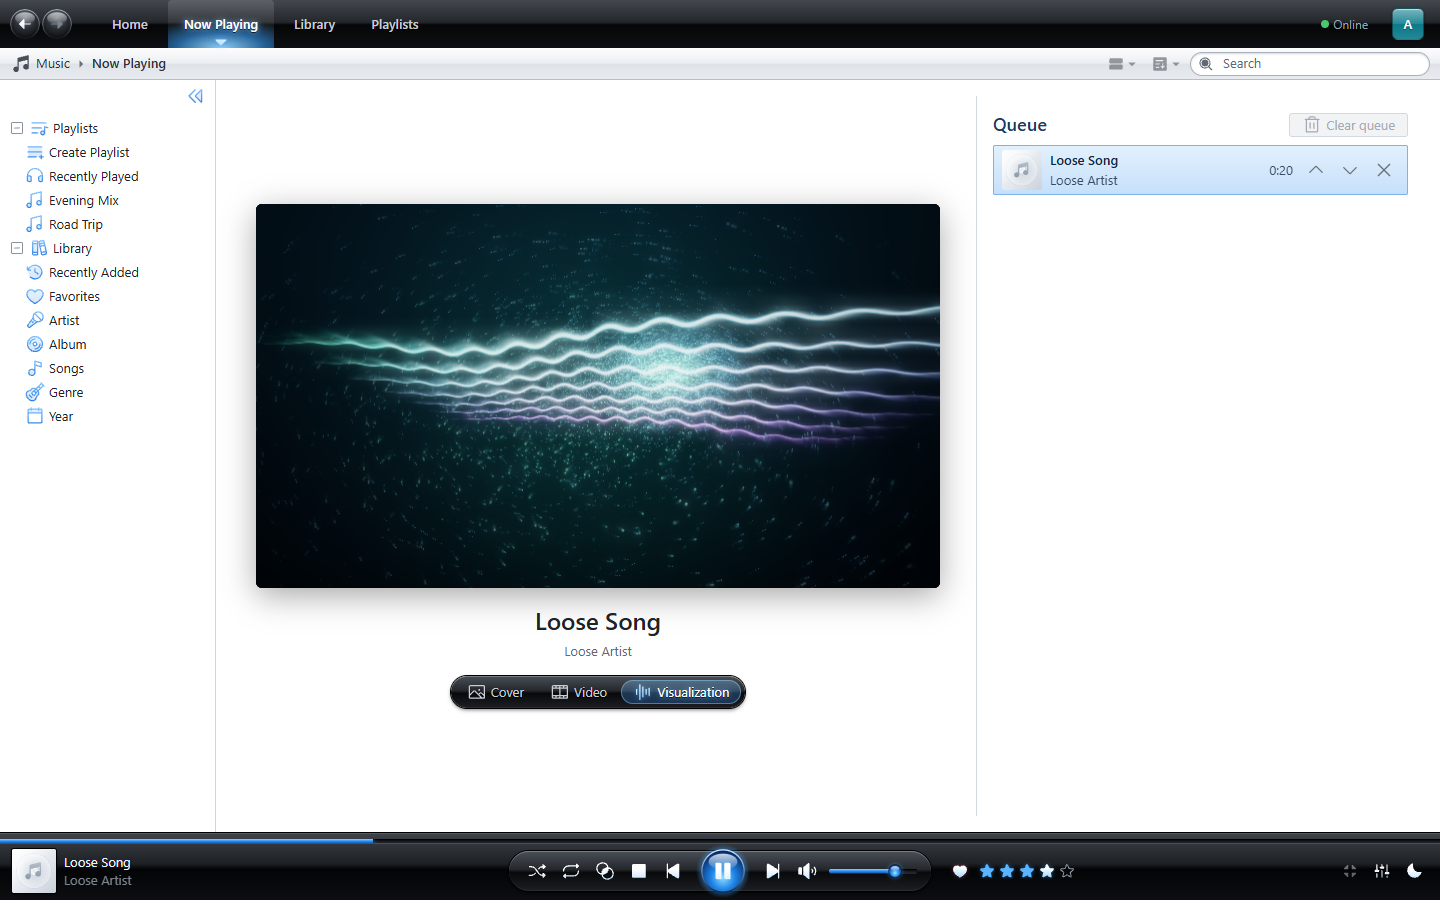 Home
Now Playing
Library
Playlists
Online
A
Music
Now Playing
Search
Playlists
Create Playlist
Recently Played
Evening Mix
Road Trip
Library
Recently Added
Favorites
Artist
Album
Songs
Genre
Year
Loose Song
Loose Artist
Cover
Video
Visualization
Queue
Clear queue
Loose Song
Loose Artist
0:20
Loose Song
Loose Artist